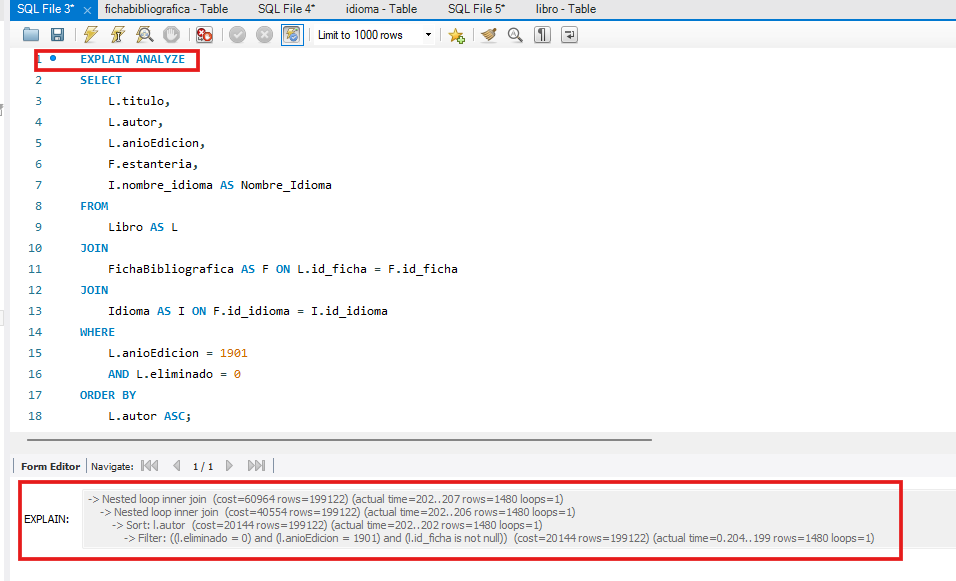 SQL File 3* × fichabibliografica - Table SQL File 4* idioma - Table SQL File 5* libro - Table
Limit to 1000 rows
1 EXPLAIN ANALYZE
2 SELECT
3 L.titulo,
4 L.autor,
5 L.anioEdicion,
6 F.estanteria,
7 I.nombre_idioma AS Nombre_Idioma
8 FROM
9 Libro AS L
10 JOIN
11 FichaBibliografica AS F ON L.id_ficha = F.id_ficha
12 JOIN
13 Idioma AS I ON F.id_idioma = I.id_idioma
14 WHERE
15 L.anioEdicion = 1901
16 AND L.eliminado = 0
17 ORDER BY
18 L.autor ASC;
Form Editor Navigate: 1 / 1
EXPLAIN:
-> Nested loop inner join (cost=60964 rows=199122) (actual time=202..207 rows=1480 loops=1)
-> Nested loop inner join (cost=40554 rows=199122) (actual time=202..206 rows=1480 loops=1)
-> Sort: l.autor (cost=20144 rows=199122) (actual time=202..202 rows=1480 loops=1)
-> Filter: ((l.eliminado = 0) and (l.anioEdicion = 1901) and (l.id_ficha is not null)) (cost=20144 rows=199122) (actual time=0.204..199 rows=1480 loops=1)